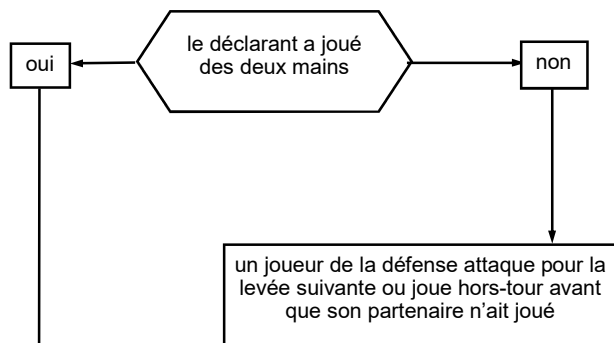 le déclarant a joué
des deux mains
oui
non
un joueur de la défense attaque pour la
levée suivante ou joue hors-tour avant
que son partenaire n'ait joué